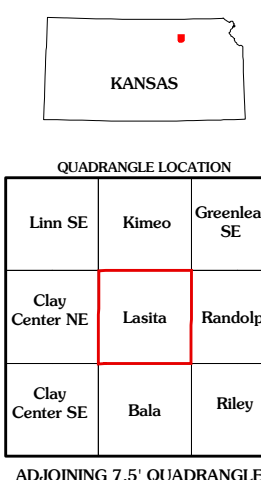 KANSAS
QUADRANGLE LOCATION
Linn SE
Kimeo
Greenlea
SE
Clay
Center NE
Lasita
Randolp
Clay
Center SE
Bala
Riley
ADJOINING 7.5' QUADRANGLE